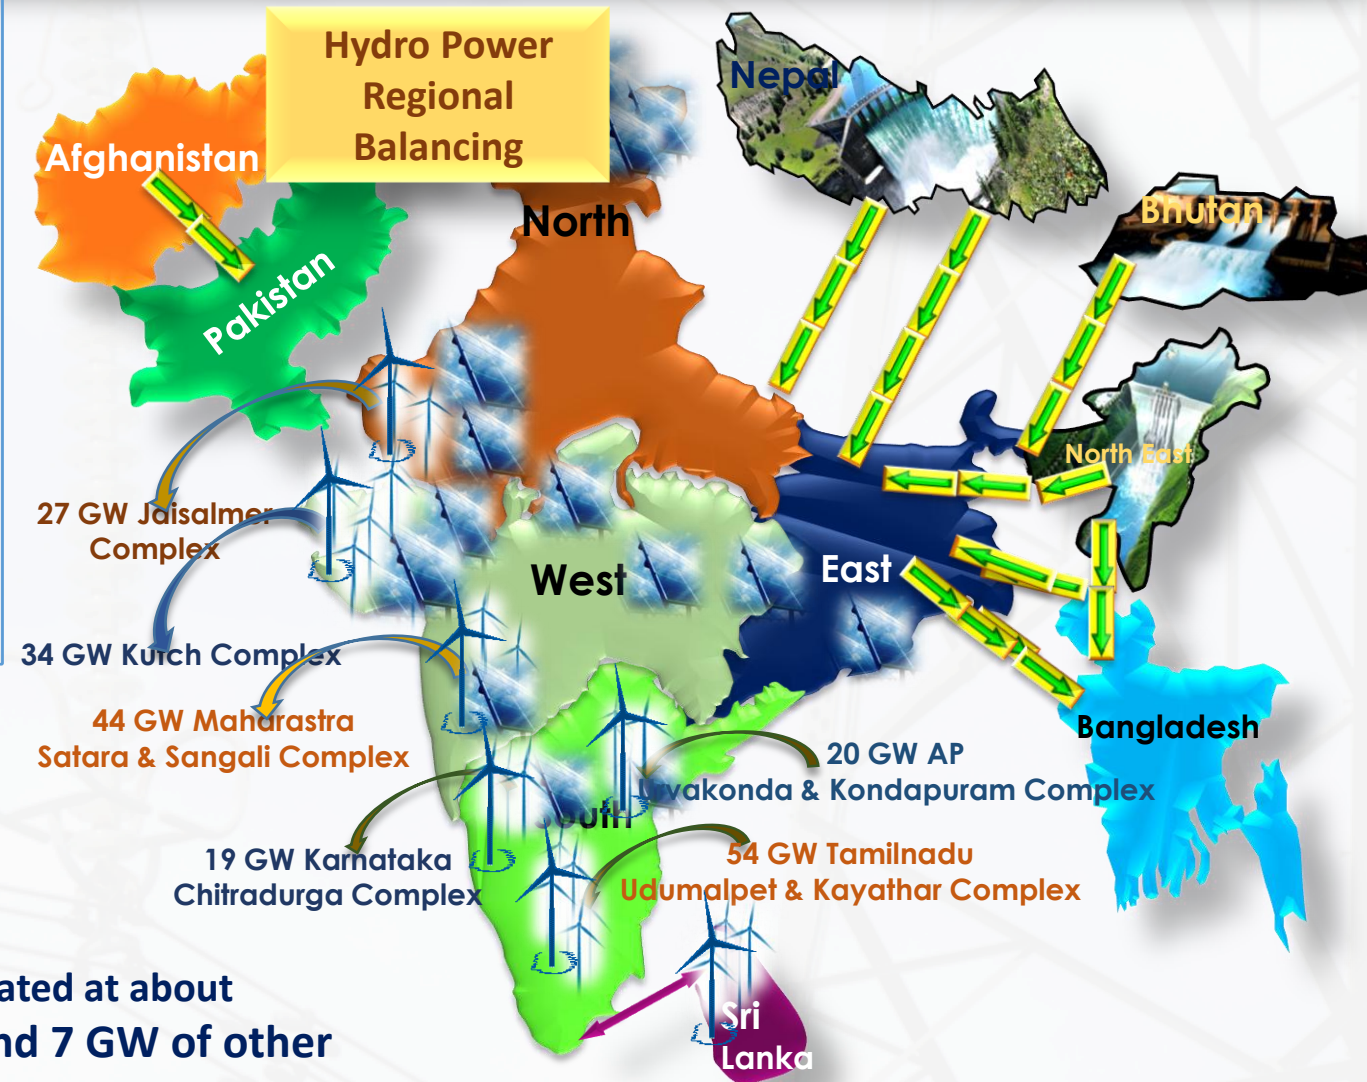 Hydro Power
Regional
Balancing
Nepal
Afghanistan
Bhutan
North
Pakistan
North East
27 GW Jaisalmer
Complex
West
East
34 GW Kutch Complex
44 GW Maharastra
Satara & Sangali Complex
Bangladesh
20 GW AP
Urvakonda & Kondapuram Complex
South
19 GW Karnataka
Chitradurga Complex
54 GW Tamilnadu
Udumalpet & Kayathar Complex
ated at about
nd 7 GW of other
Sri
Lanka